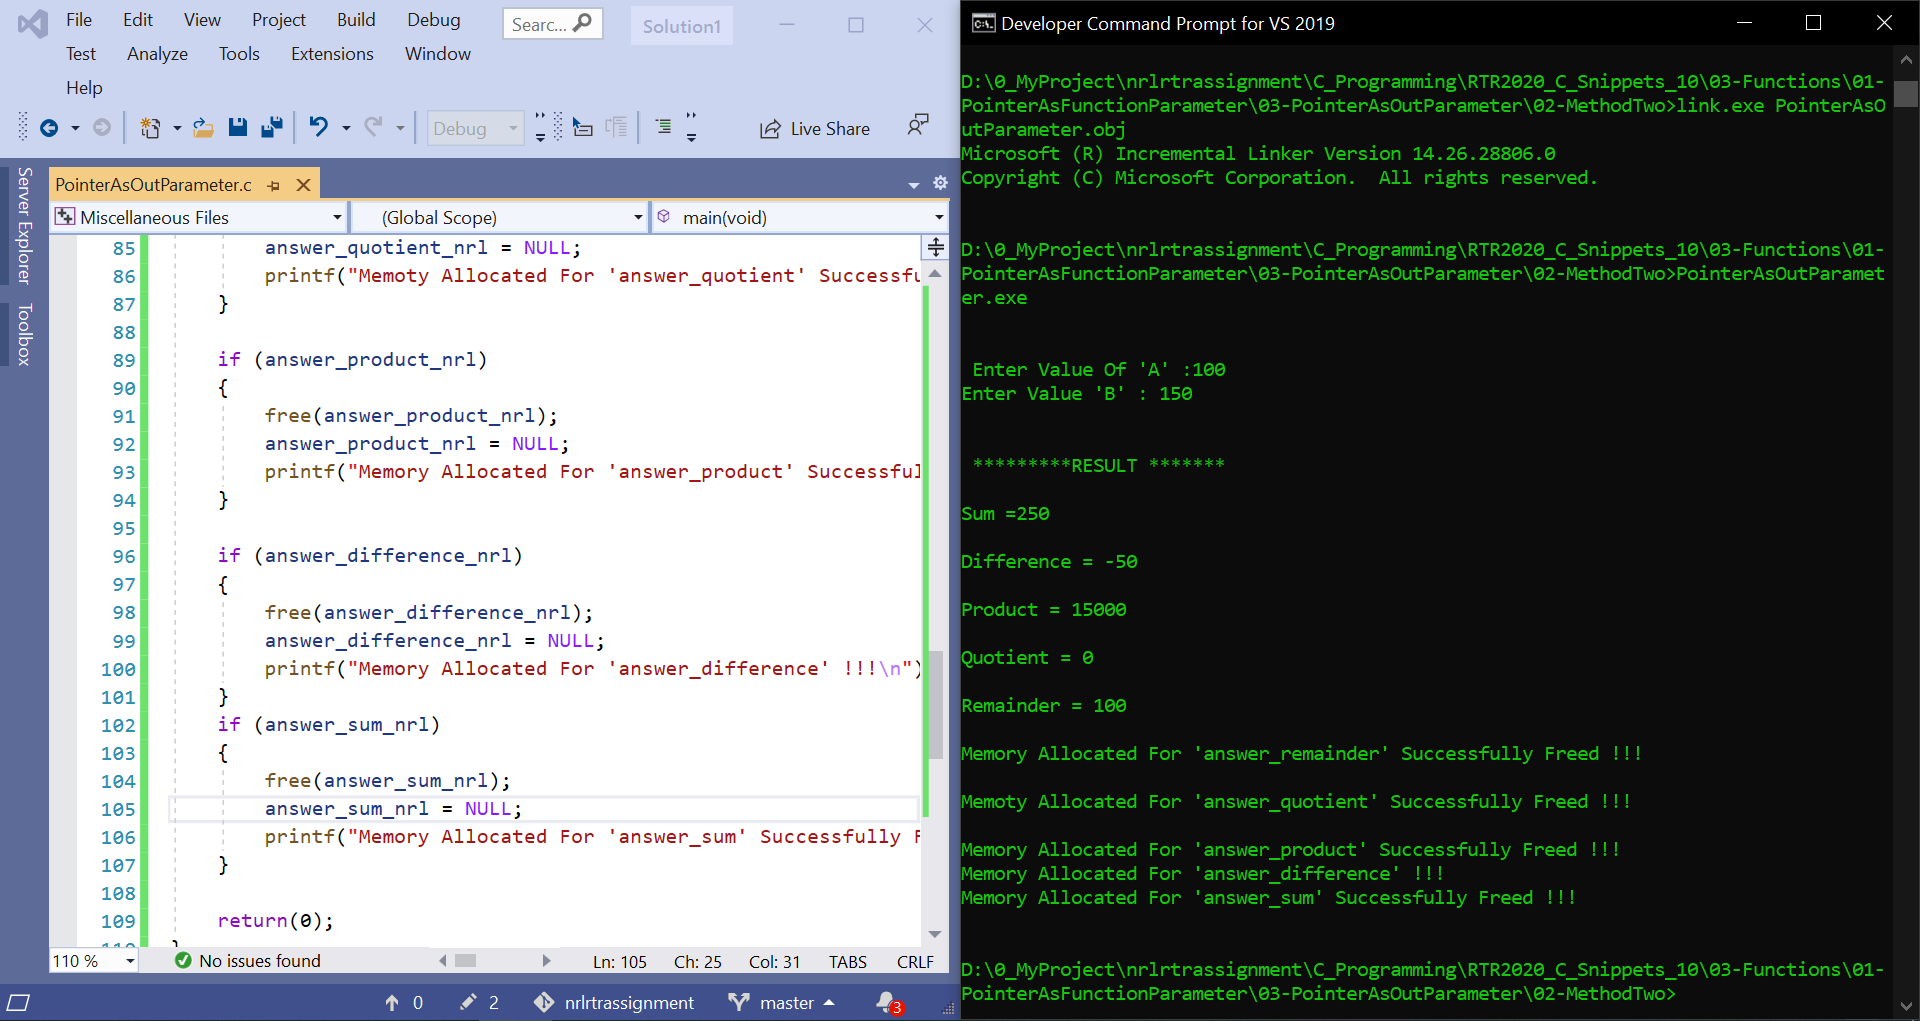 File Edit View Project Build Debug Searc... Solution1
Test Analyze Tools Extensions Window
Help
Debug Live Share
Server Explorer
Toolbox
PointerAsOutParameter.c
Miscellaneous Files (Global Scope) main(void)
85 answer_quotient_nrl = NULL;
86 printf("Memoty Allocated For 'answer_quotient' Successfu
87 }
88
89 if (answer_product_nrl)
90 {
91 free(answer_product_nrl);
92 answer_product_nrl = NULL;
93 printf("Memory Allocated For 'answer_product' Successful
94 }
95
96 if (answer_difference_nrl)
97 {
98 free(answer_difference_nrl);
99 answer_difference_nrl = NULL;
100 printf("Memory Allocated For 'answer_difference' !!!\n")
101 }
102 if (answer_sum_nrl)
103 {
104 free(answer_sum_nrl);
105 answer_sum_nrl = NULL;
106 printf("Memory Allocated For 'answer_sum' Successfully F
107 }
108
109 return(0);
110 }
110 % No issues found Ln: 105 Ch: 25 Col: 31 TABS CRLF
0 2 nrlrtrassignment master 3
Developer Command Prompt for VS 2019
D:\0_MyProject\nrlrtrassignment\C_Programming\RTR2020_C_Snippets_10\03-Functions\01-
PointerAsFunctionParameter\03-PointerAsOutParameter\02-MethodTwo>link.exe PointerAsO
utParameter.obj
Microsoft (R) Incremental Linker Version 14.26.28806.0
Copyright (C) Microsoft Corporation.  All rights reserved.
D:\0_MyProject\nrlrtrassignment\C_Programming\RTR2020_C_Snippets_10\03-Functions\01-
PointerAsFunctionParameter\03-PointerAsOutParameter\02-MethodTwo>PointerAsOutParamet
er.exe
Enter Value Of 'A' :100
Enter Value 'B' : 150
*********RESULT *******
Sum =250
Difference = -50
Product = 15000
Quotient = 0
Remainder = 100
Memory Allocated For 'answer_remainder' Successfully Freed !!!
Memoty Allocated For 'answer_quotient' Successfully Freed !!!
Memory Allocated For 'answer_product' Successfully Freed !!!
Memory Allocated For 'answer_difference' !!!
Memory Allocated For 'answer_sum' Successfully Freed !!!
D:\0_MyProject\nrlrtrassignment\C_Programming\RTR2020_C_Snippets_10\03-Functions\01-
PointerAsFunctionParameter\03-PointerAsOutParameter\02-MethodTwo>